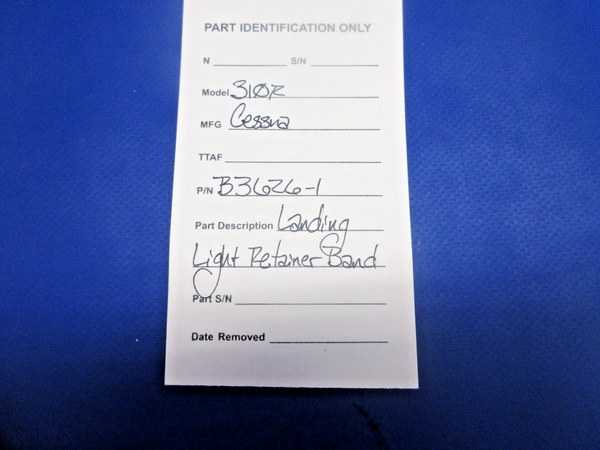 PART IDENTIFICATION ONLY
N S/N
Model 310R
MFG Cessna
TTAF
P/N B3626-1
Part Description Landing
Light Retainer Band
Part S/N
Date Removed